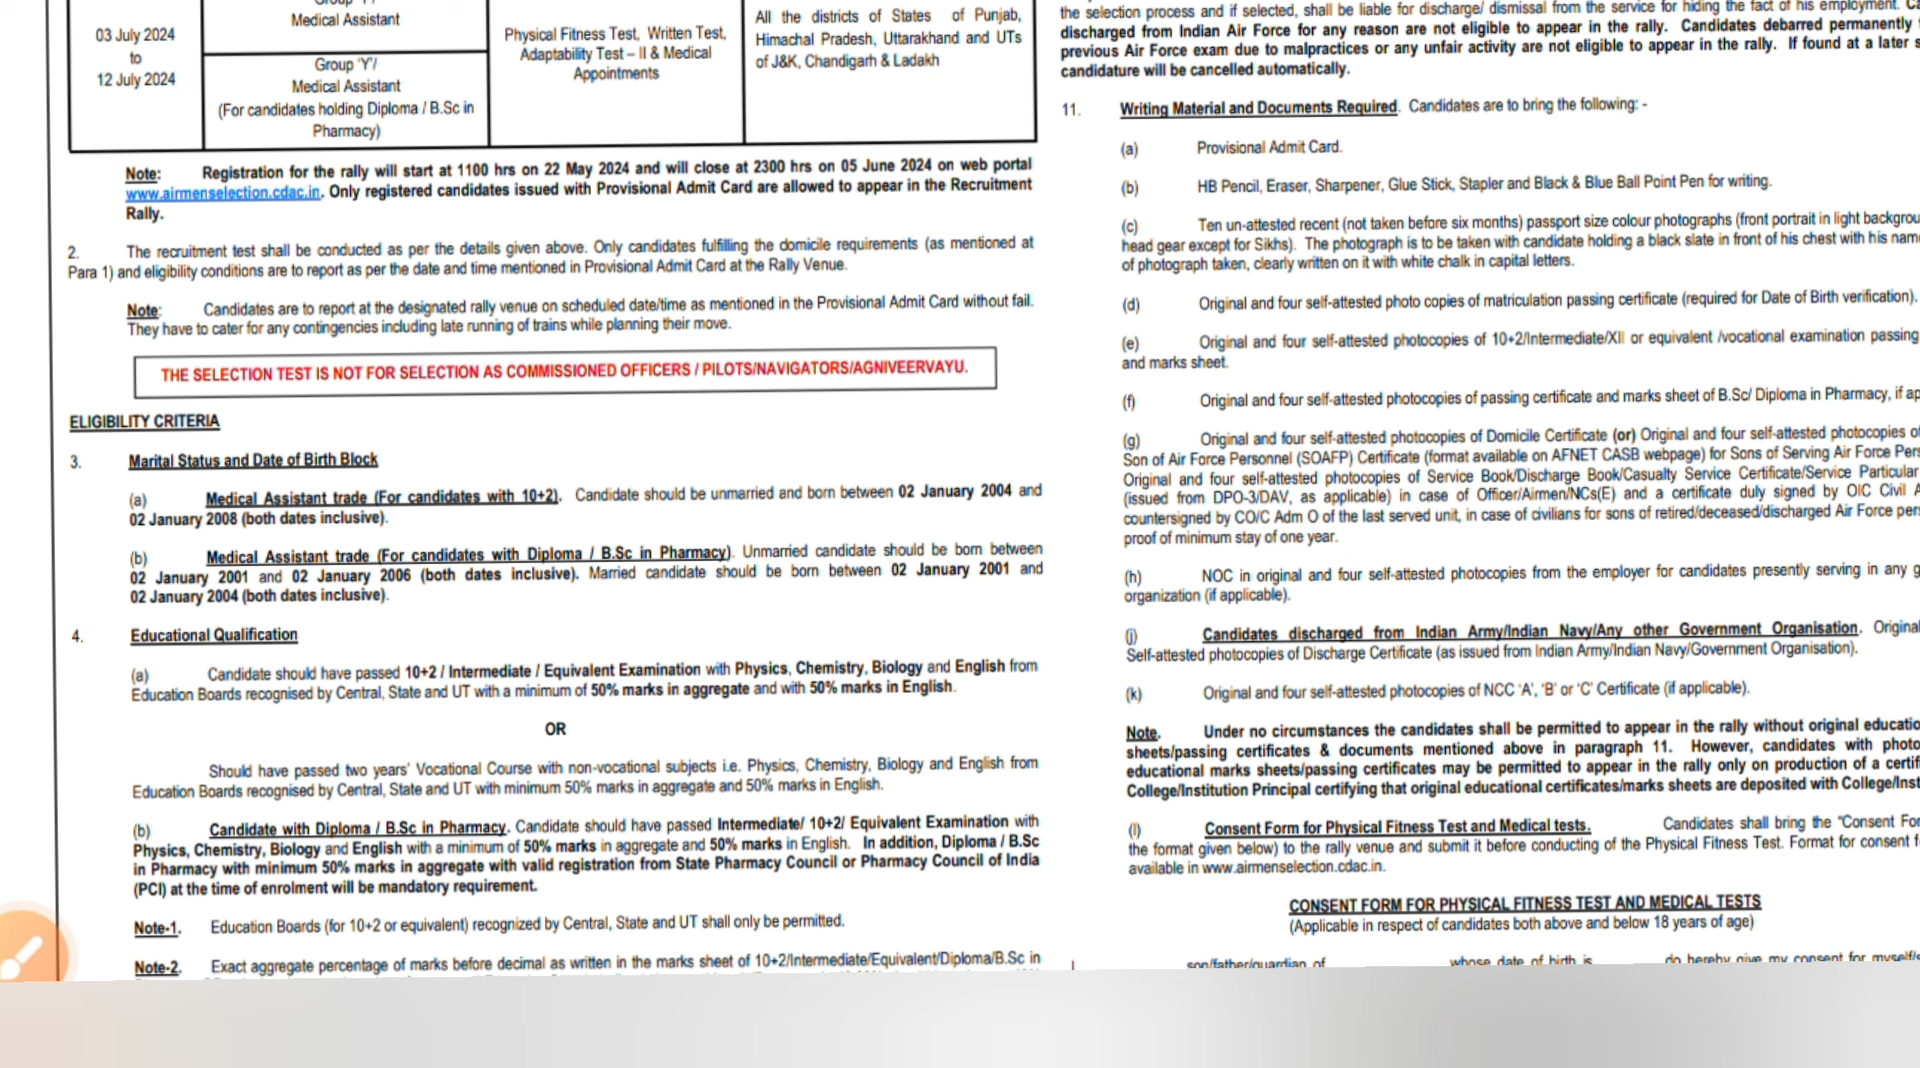 Medical Assistant
03 July 2024
to
12 July 2024
Group 'Y'/
Medical Assistant
(For candidates holding Diploma / B.Sc in
Pharmacy)
Physical Fitness Test, Written Test,
Adaptability Test – II & Medical
Appointments
All the districts of States of Punjab,
Himachal Pradesh, Uttarakhand and UTs
of J&K, Chandigarh & Ladakh
Note: Registration for the rally will start at 1100 hrs on 22 May 2024 and will close at 2300 hrs on 05 June 2024 on web portal
www.airmenselection.cdac.in. Only registered candidates issued with Provisional Admit Card are allowed to appear in the Recruitment
Rally.
2. The recruitment test shall be conducted as per the details given above. Only candidates fulfilling the domicile requirements (as mentioned at
Para 1) and eligibility conditions are to report as per the date and time mentioned in Provisional Admit Card at the Rally Venue.
Note: Candidates are to report at the designated rally venue on scheduled date/time as mentioned in the Provisional Admit Card without fail.
They have to cater for any contingencies including late running of trains while planning their move.
THE SELECTION TEST IS NOT FOR SELECTION AS COMMISSIONED OFFICERS / PILOTS/NAVIGATORS/AGNIVEERVAYU.
ELIGIBILITY CRITERIA
3. Marital Status and Date of Birth Block
(a) Medical Assistant trade (For candidates with 10+2). Candidate should be unmarried and born between 02 January 2004 and
02 January 2008 (both dates inclusive).
(b) Medical Assistant trade (For candidates with Diploma / B.Sc in Pharmacy). Unmarried candidate should be born between
02 January 2001 and 02 January 2006 (both dates inclusive). Married candidate should be born between 02 January 2001 and
02 January 2004 (both dates inclusive).
4. Educational Qualification
(a) Candidate should have passed 10+2 / Intermediate / Equivalent Examination with Physics, Chemistry, Biology and English from
Education Boards recognised by Central, State and UT with a minimum of 50% marks in aggregate and with 50% marks in English.
OR
Should have passed two years' Vocational Course with non-vocational subjects i.e. Physics, Chemistry, Biology and English from
Education Boards recognised by Central, State and UT with minimum 50% marks in aggregate and 50% marks in English.
(b) Candidate with Diploma / B.Sc in Pharmacy. Candidate should have passed Intermediate/ 10+2/ Equivalent Examination with
Physics, Chemistry, Biology and English with a minimum of 50% marks in aggregate and 50% marks in English. In addition, Diploma / B.Sc
in Pharmacy with minimum 50% marks in aggregate with valid registration from State Pharmacy Council or Pharmacy Council of India
(PCI) at the time of enrolment will be mandatory requirement.
Note-1. Education Boards (for 10+2 or equivalent) recognized by Central, State and UT shall only be permitted.
Note-2. Exact aggregate percentage of marks before decimal as written in the marks sheet of 10+2/Intermediate/Equivalent/Diploma/B.Sc in
the selection process and if selected, shall be liable for discharge/ dismissal from the service for hiding the fact of his employment.
discharged from Indian Air Force for any reason are not eligible to appear in the rally. Candidates debarred permanently
previous Air Force exam due to malpractices or any unfair activity are not eligible to appear in the rally. If found at a later
candidature will be cancelled automatically.
11. Writing Material and Documents Required. Candidates are to bring the following: -
(a) Provisional Admit Card.
(b) HB Pencil, Eraser, Sharpener, Glue Stick, Stapler and Black & Blue Ball Point Pen for writing.
(c) Ten un-attested recent (not taken before six months) passport size colour photographs (front portrait in light backgrou
head gear except for Sikhs). The photograph is to be taken with candidate holding a black slate in front of his chest with his name
of photograph taken, clearly written on it with white chalk in capital letters.
(d) Original and four self-attested photo copies of matriculation passing certificate (required for Date of Birth verification).
(e) Original and four self-attested photocopies of 10+2/Intermediate/XII or equivalent /vocational examination passing
and marks sheet.
(f) Original and four self-attested photocopies of passing certificate and marks sheet of B.Sc/ Diploma in Pharmacy, if ap
(g) Original and four self-attested photocopies of Domicile Certificate (or) Original and four self-attested photocopies of
Son of Air Force Personnel (SOAFP) Certificate (format available on AFNET CASB webpage) for Sons of Serving Air Force Pers
Original and four self-attested photocopies of Service Book/Discharge Book/Casualty Service Certificate/Service Particular
(issued from DPO-3/DAV, as applicable) in case of Officer/Airmen/NCs(E) and a certificate duly signed by OIC Civil A
countersigned by CO/C Adm O of the last served unit, in case of civilians for sons of retired/deceased/discharged Air Force pers
proof of minimum stay of one year.
(h) NOC in original and four self-attested photocopies from the employer for candidates presently serving in any g
organization (if applicable).
(j) Candidates discharged from Indian Army/Indian Navy/Any other Government Organisation. Original
Self-attested photocopies of Discharge Certificate (as issued from Indian Army/Indian Navy/Government Organisation).
(k) Original and four self-attested photocopies of NCC 'A', 'B' or 'C' Certificate (if applicable).
Note. Under no circumstances the candidates shall be permitted to appear in the rally without original educatio
sheets/passing certificates & documents mentioned above in paragraph 11. However, candidates with photo
educational marks sheets/passing certificates may be permitted to appear in the rally only on production of a certif
College/Institution Principal certifying that original educational certificates/marks sheets are deposited with College/Inst
(l) Consent Form for Physical Fitness Test and Medical tests. Candidates shall bring the "Consent For
the format given below) to the rally venue and submit it before conducting of the Physical Fitness Test. Format for consent f
available in www.airmenselection.cdac.in.
CONSENT FORM FOR PHYSICAL FITNESS TEST AND MEDICAL TESTS
(Applicable in respect of candidates both above and below 18 years of age)
son/father/guardian of whose date of birth is do hereby give my consent for myself/s